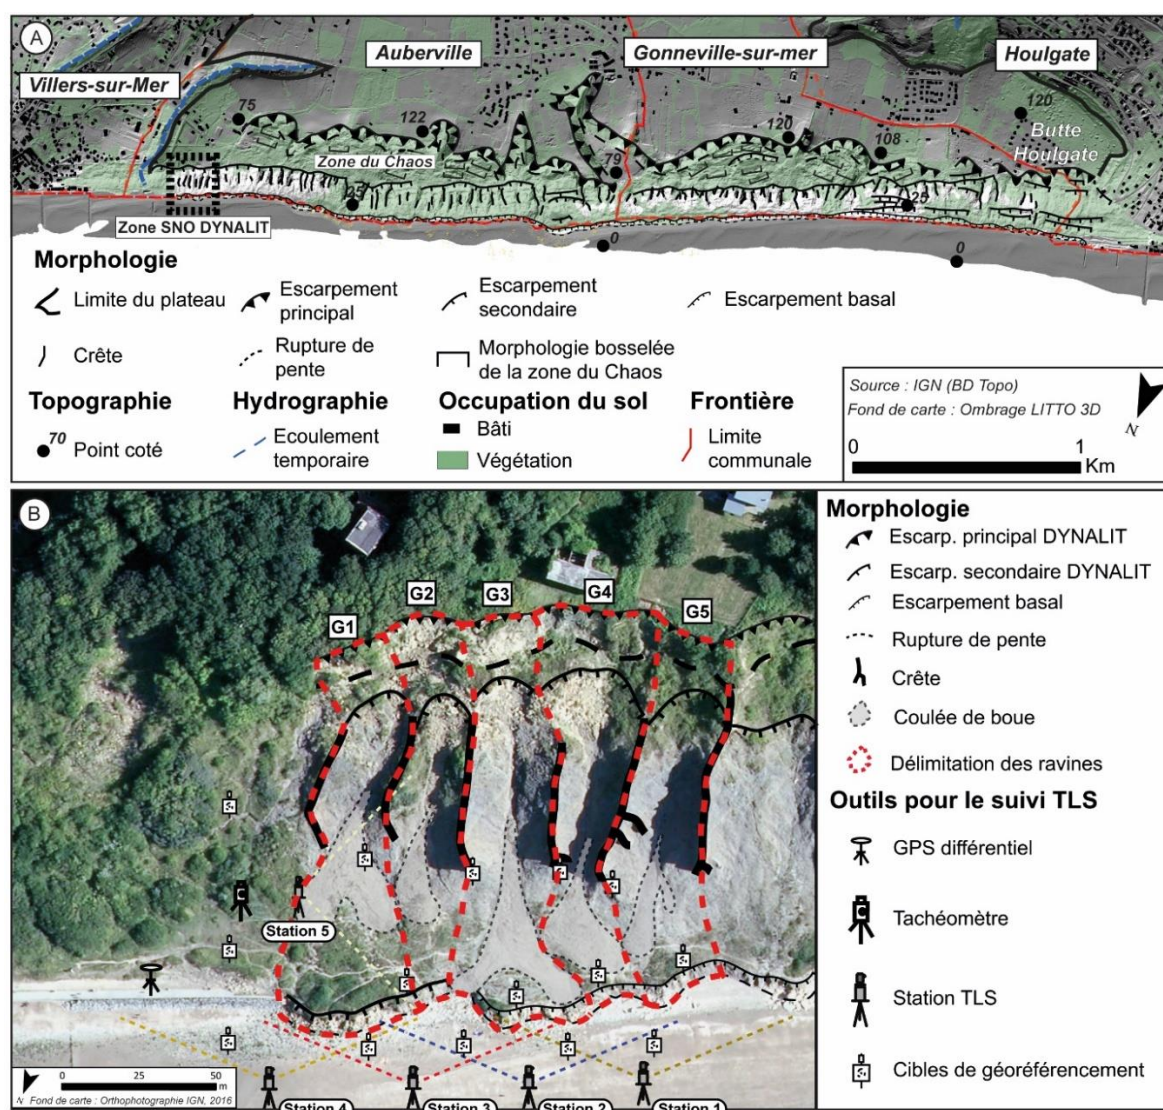 A
Villers-sur-Mer
Auberville
Gonneville-sur-mer
Houlgate
75
122
120
108
120
Butte
Houlgate
Zone du Chaos
79
25
25
Zone SNO DYNALIT
0
0
Morphologie
Limite du plateau
Escarpement
principal
Escarpement
secondaire
Escarpement basal
Crête
Rupture de
pente
Morphologie bosselée
de la zone du Chaos
Topographie
Hydrographie
Occupation du sol
Frontière
70
Point coté
Ecoulement
temporaire
Bâti
Végétation
Limite
communale
Source : IGN (BD Topo)
Fond de carte : Ombrage LITTO 3D
N
0 1
Km
B
G1
G2
G3
G4
G5
Station 5
Station 4
Station 3
Station 2
Station 1
0 25 50
m
N
Fond de carte : Orthophotographie IGN, 2016
Morphologie
Escarp. principal DYNALIT
Escarp. secondaire DYNALIT
Escarpement basal
Rupture de pente
Crête
Coulée de boue
Délimitation des ravines
Outils pour le suivi TLS
GPS différentiel
Tachéomètre
Station TLS
Cibles de géoréférencement